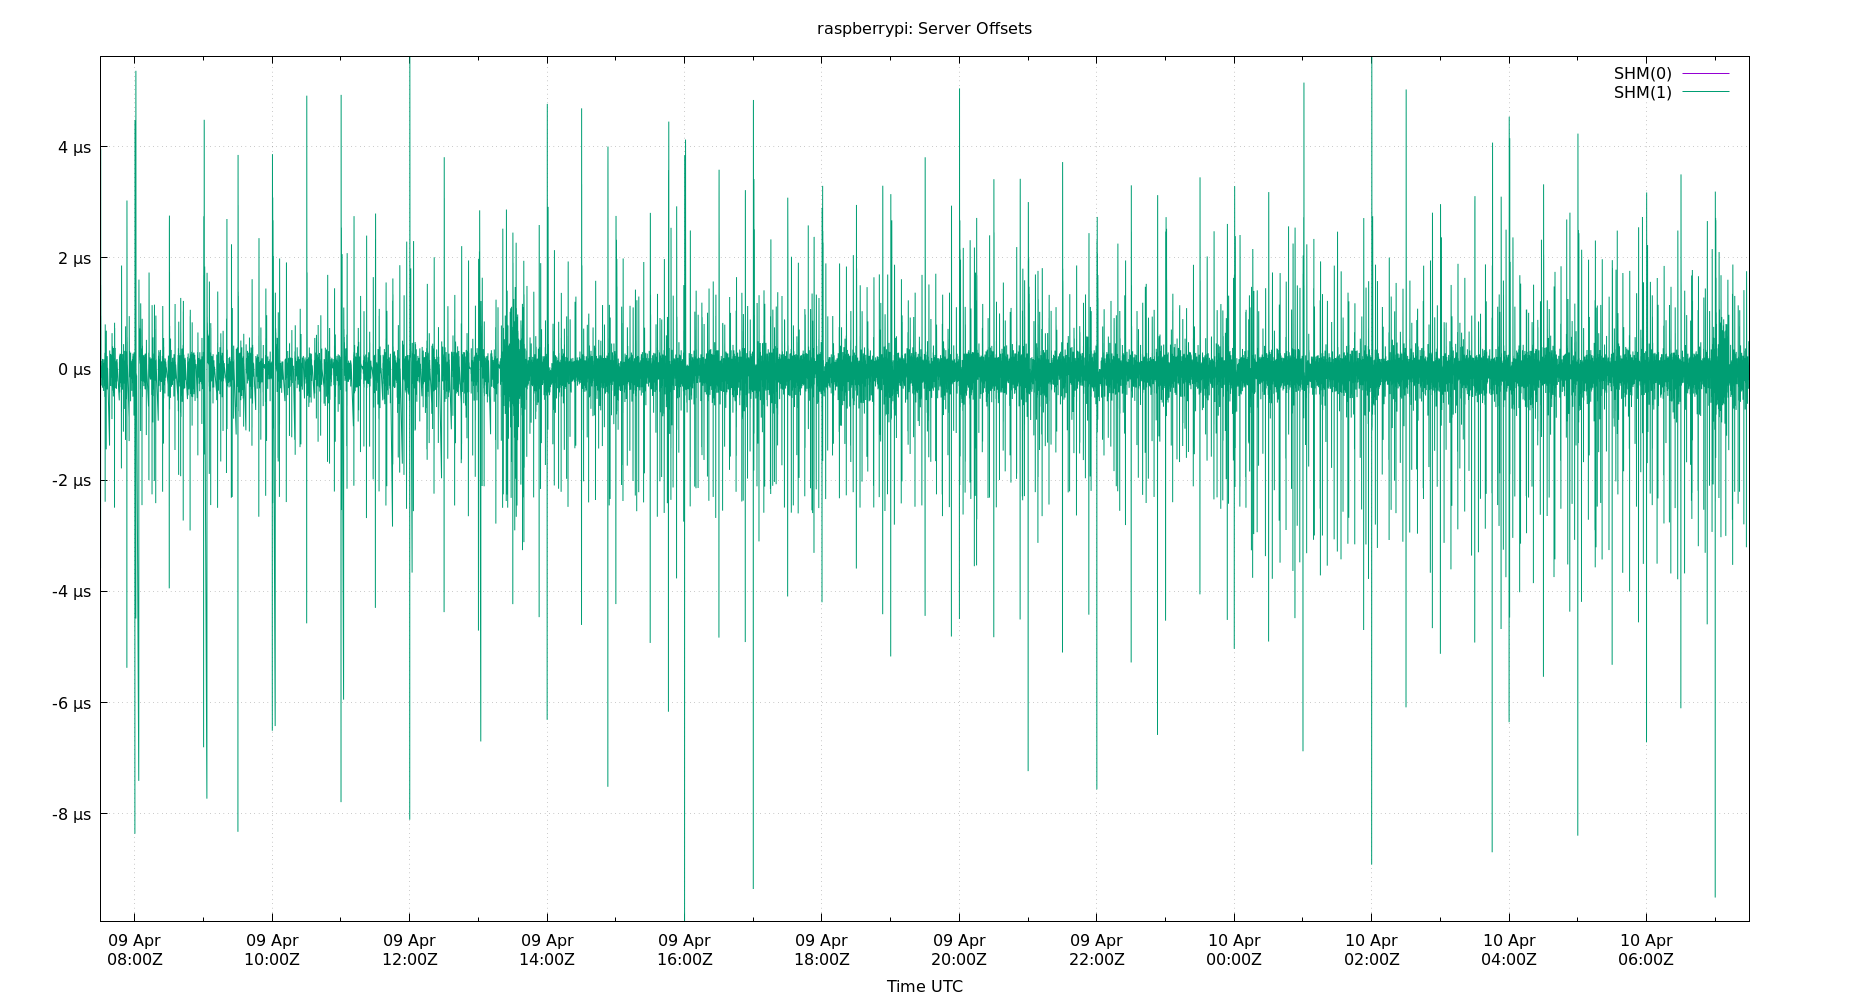 raspberrypi: Server Offsets
SHM(0)
SHM(1)
4 µs
2 µs
0 µs
-2 µs
-4 µs
-6 µs
-8 µs
09 Apr 09 Apr 09 Apr 09 Apr 09 Apr 09 Apr 09 Apr 09 Apr 10 Apr 10 Apr 10 Apr 10 Apr
08:00Z 10:00Z 12:00Z 14:00Z 16:00Z 18:00Z 20:00Z 22:00Z 00:00Z 02:00Z 04:00Z 06:00Z
Time UTC